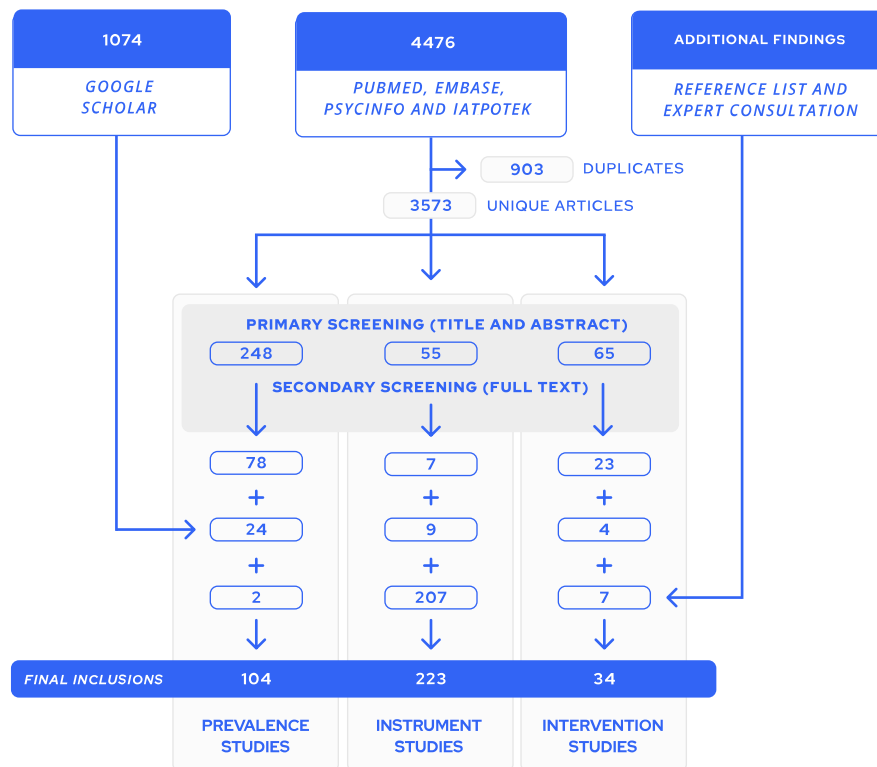 1074
GOOGLE
SCHOLAR
4476
PUBMED, EMBASE,
PSYCINFO AND IATPOTEK
ADDITIONAL FINDINGS
REFERENCE LIST AND
EXPERT CONSULTATION
903 DUPLICATES
3573 UNIQUE ARTICLES
PRIMARY SCREENING (TITLE AND ABSTRACT)
248 55 65
SECONDARY SCREENING (FULL TEXT)
78 7 23
+ + +
24 9 4
+ + +
2 207 7
FINAL INCLUSIONS 104 223 34
PREVALENCE
STUDIES
INSTRUMENT
STUDIES
INTERVENTION
STUDIES